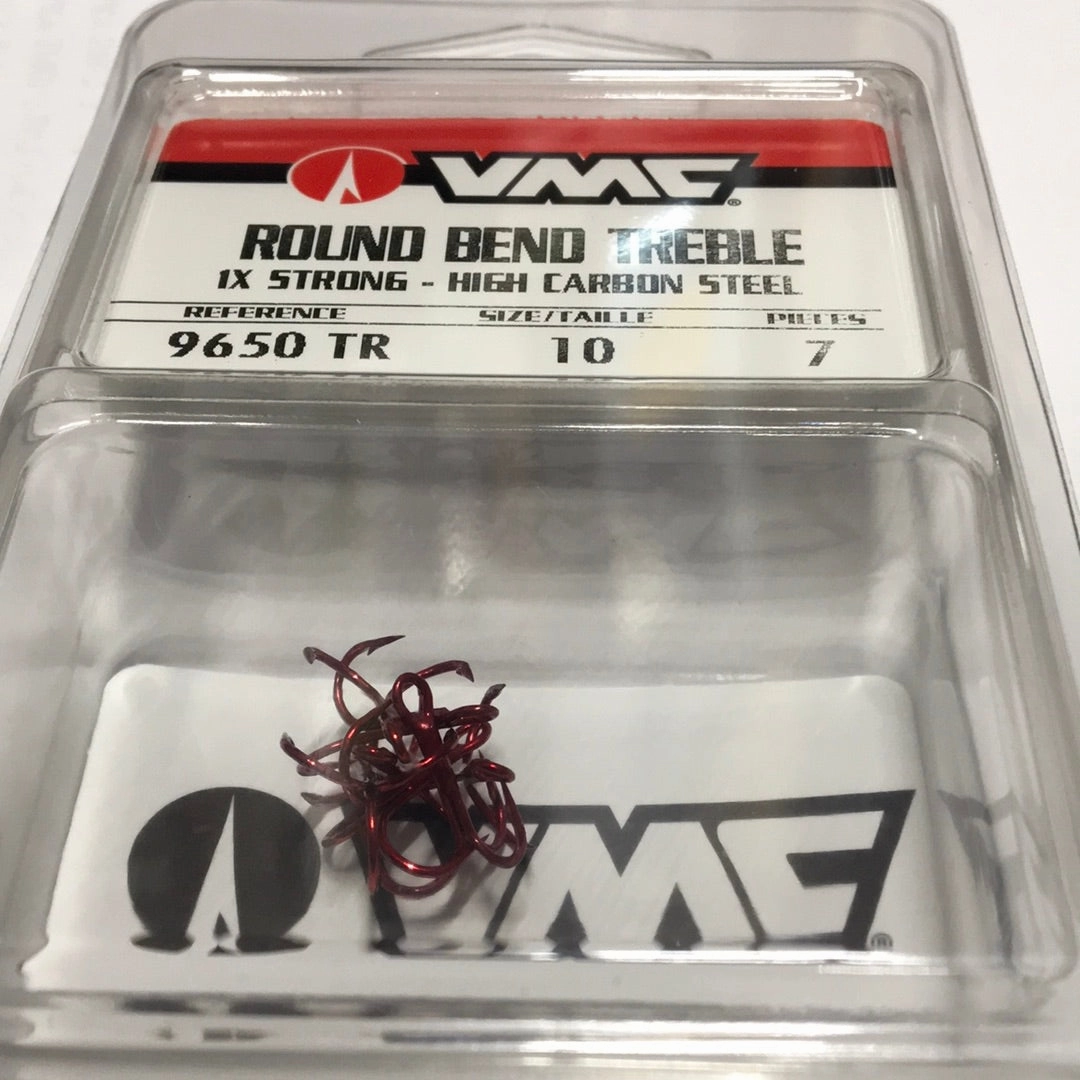 VMC®
ROUND BEND TREBLE
1X STRONG - HIGH CARBON STEEL
REFERENCE SIZE/TAILLE PIECES
9650 TR 10 7
VMC®